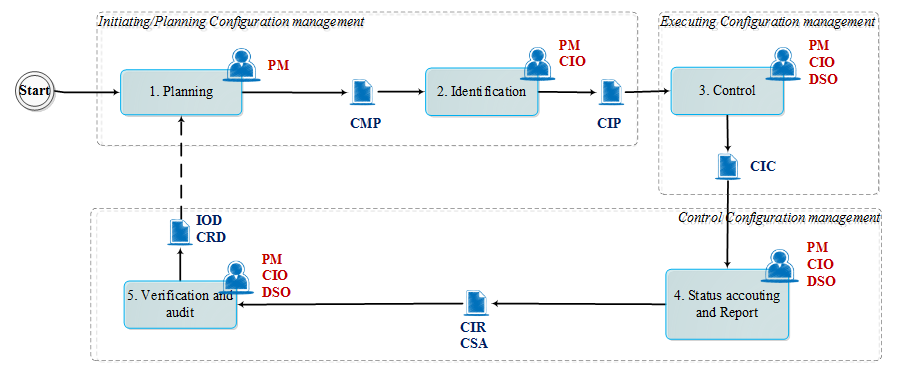 Initiating/Planning Configuration management
Executing Configuration management
Start
1. Planning
PM
CMP
2. Identification
PM
CIO
CIP
3. Control
PM
CIO
DSO
CIC
Control Configuration management
4. Status accouting
and Report
PM
CIO
DSO
CIR
CSA
5. Verification and
audit
PM
CIO
DSO
IOD
CRD